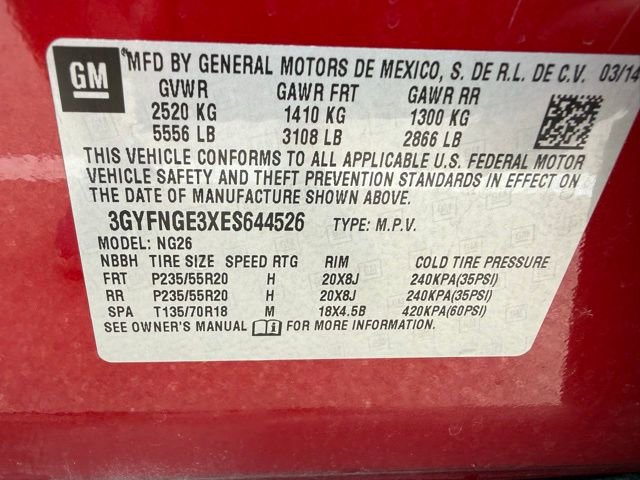 GM MFD BY GENERAL MOTORS DE MEXICO, S. DE R.L. DE C.V. 03/14
GVWR GAWR FRT GAWR RR
2520 KG 1410 KG 1300 KG
5556 LB 3108 LB 2866 LB
THIS VEHICLE CONFORMS TO ALL APPLICABLE U.S. FEDERAL MOTOR
VEHICLE SAFETY AND THEFT PREVENTION STANDARDS IN EFFECT ON
THE DATE OF MANUFACTURE SHOWN ABOVE.
3GYFNGE3XES644526 TYPE: M.P.V.
MODEL: NG26
NBBH TIRE SIZE SPEED RTG RIM COLD TIRE PRESSURE
FRT P235/55R20 H 20X8J 240KPA(35PSI)
RR P235/55R20 H 20X8J 240KPA(35PSI)
SPA T135/70R18 M 18X4.5B 420KPA(60PSI)
SEE OWNER'S MANUAL FOR MORE INFORMATION.